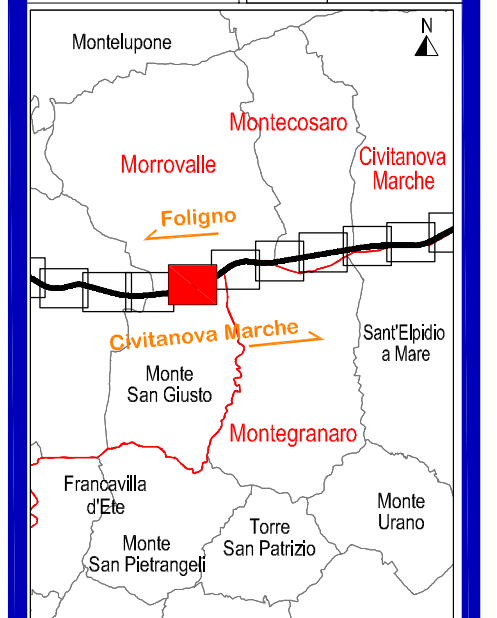 N
Montelupone
Montecosaro
Morrovalle
Civitanova
Marche
Foligno
Civitanova Marche
Sant'Elpidio
a Mare
Monte
San Giusto
Montegranaro
Francavilla
d'Ete
Monte
Urano
Torre
San Patrizio
Monte
San Pietrangeli